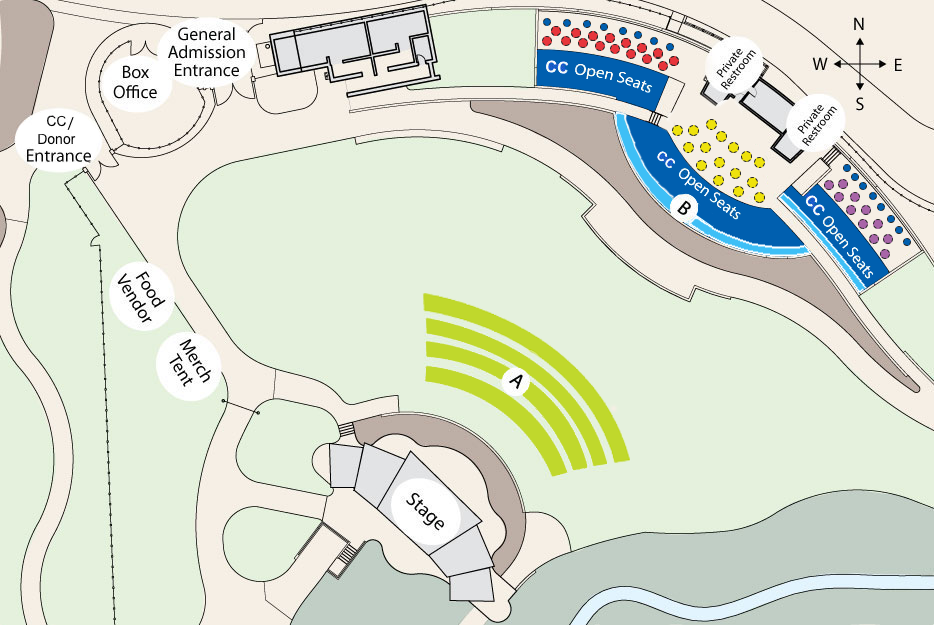 General
Admission
Entrance
Box
Office
CC /
Donor
Entrance
Food
Vendor
Merch
Tent
Stage
A
B
CC Open Seats
CC Open Seats
CC Open Seats
Private
Restroom
Private
Restroom
N
W
E
S